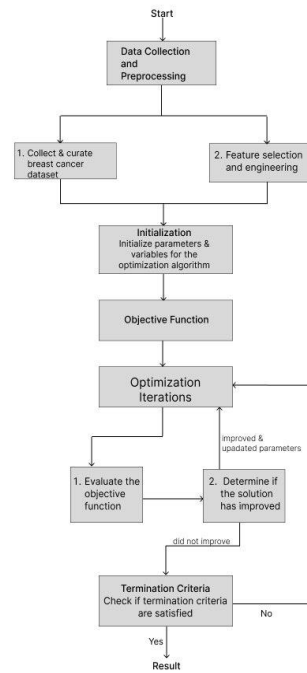 Start
Data Collection
and
Preprocessing
1. Collect & curate
breast cancer
dataset
2. Feature selection
and engineering
Initialization
Initialize parameters &
variables for the
optimization algorithm
Objective Function
Optimization
Iterations
improved &
upadated parameters
1. Evaluate the
objective
function
2. Determine if
the solution
has improved
did not improve
Termination Criteria
Check if termination criteria
are satisfied
No
Yes
Result